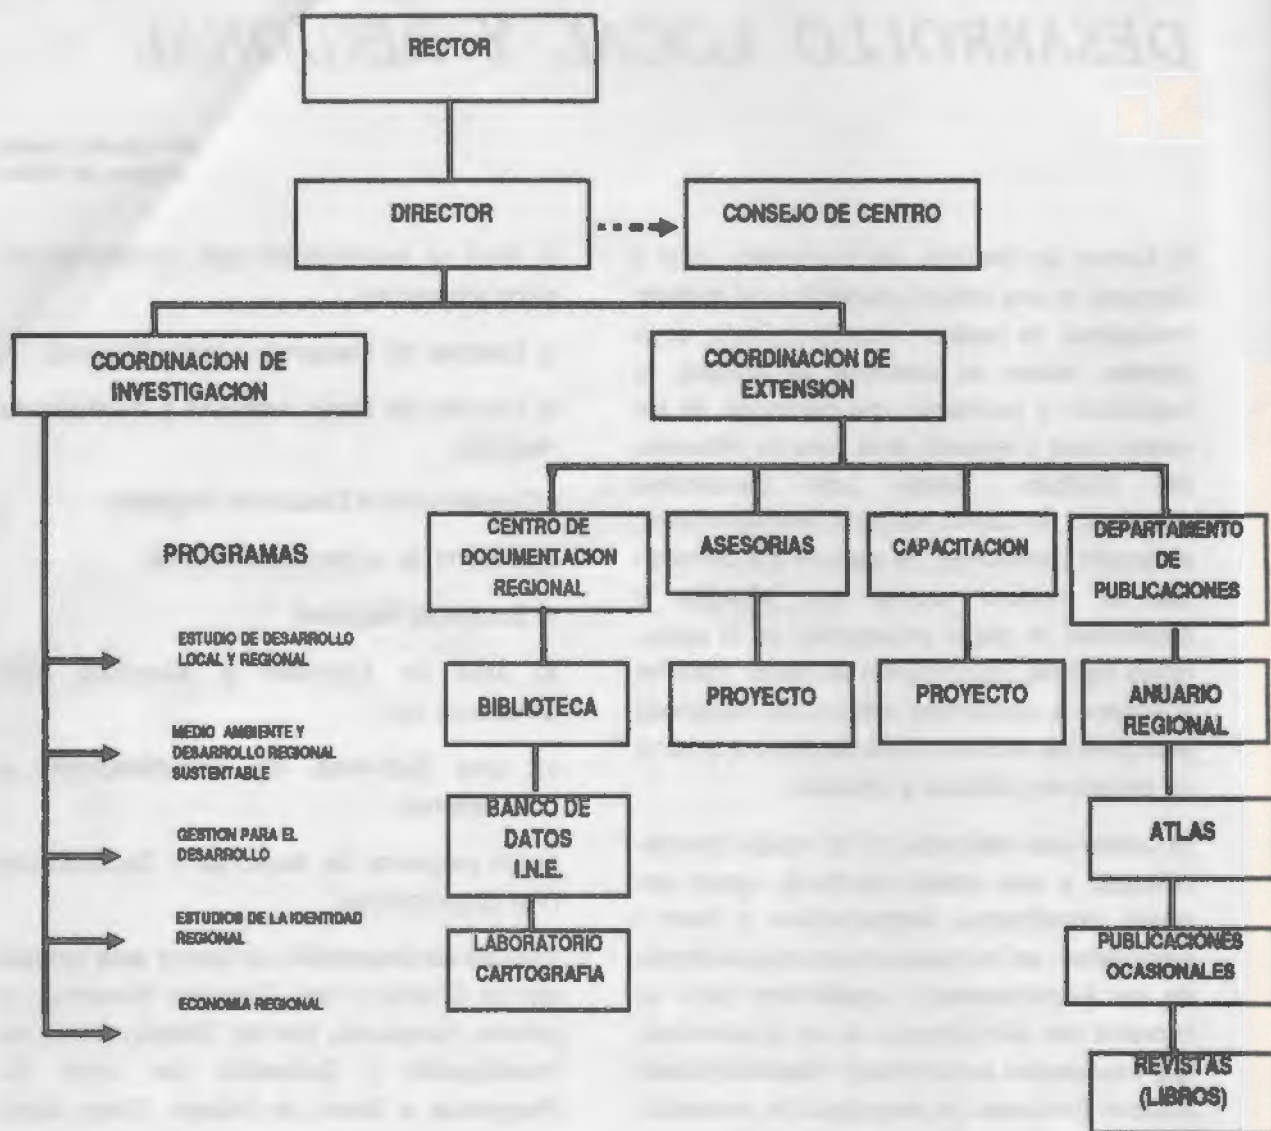 RECTOR
DIRECTOR
CONSEJO DE CENTRO
COORDINACION DE
INVESTIGACION
COORDINACION DE
EXTENSION
PROGRAMAS
ESTUDIO DE DESARROLLO
LOCAL Y REGIONAL
MEDIO AMBIENTE Y
DESARROLLO REGIONAL
SUSTENTABLE
GESTION PARA EL
DESARROLLO
ESTUDIOS DE LA IDENTIDAD
REGIONAL
ECONOMIA REGIONAL
CENTRO DE
DOCUMENTACION
REGIONAL
BIBLIOTECA
BANCO DE
DATOS
I.N.E.
LABORATORIO
CARTOGRAFIA
ASESORIAS
PROYECTO
CAPACITACION
PROYECTO
DEPARTAMENTO
DE
PUBLICACIONES
ANUARIO
REGIONAL
ATLAS
PUBLICACIONES
OCASIONALES
REVISTAS
(LIBROS)